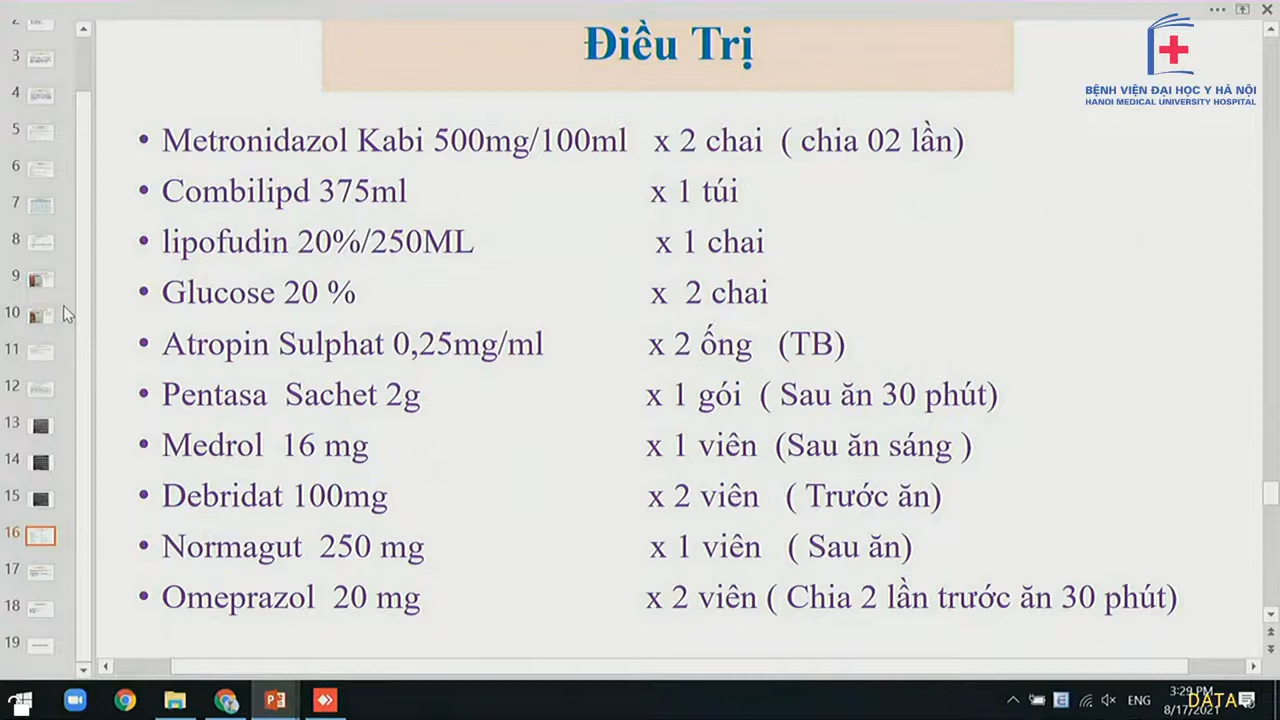 Điều Trị
BỆNH VIỆN ĐẠI HỌC Y HÀ NỘI
HANOI MEDICAL UNIVERSITY HOSPITAL
• Metronidazol Kabi 500mg/100ml x 2 chai ( chia 02 lần)
• Combilipd 375ml x 1 túi
• lipofudin 20%/250ML x 1 chai
• Glucose 20 % x 2 chai
• Atropin Sulphat 0,25mg/ml x 2 ống (TB)
• Pentasa Sachet 2g x 1 gói ( Sau ăn 30 phút)
• Medrol 16 mg x 1 viên (Sau ăn sáng )
• Debridat 100mg x 2 viên ( Trước ăn)
• Normagut 250 mg x 1 viên ( Sau ăn)
• Omeprazol 20 mg x 2 viên ( Chia 2 lần trước ăn 30 phút)
2
3
4
5
6
7
8
9
10
11
12
13
14
15
16
17
18
19
ENG
3:29 PM
8/17/2021
DATA